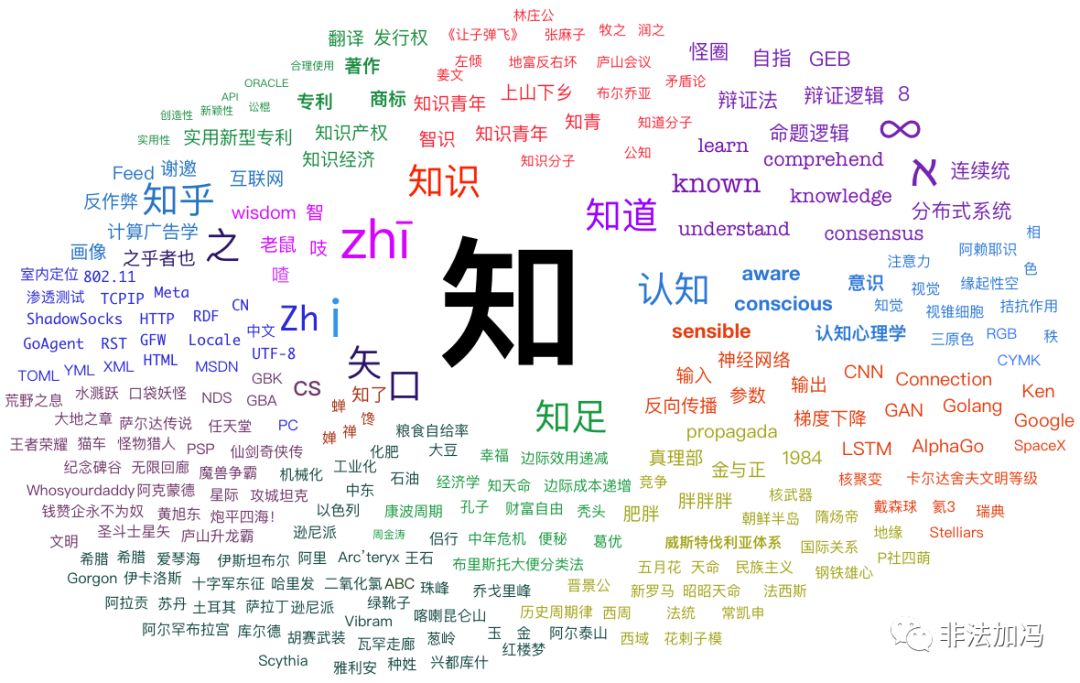 林庄公
翻译 发行权 《让子弹飞》 张麻子 牧之 润之
合理使用 著作 左倾 地富反右坏 庐山会议 怪圈 自指 GEB
ORACLE 姜文 矛盾论
API 专利 商标 知识青年 上山下乡 布尔乔亚 辩证法 辩证逻辑 8
创造性 新颖性 讼棍
实用性 实用新型专利 知识产权 智识 知识青年 知青 知道分子 命题逻辑 ∞
知识经济 知识分子 公知 learn comprehend
Feed 谢邀 互联网 知识 known א 连续统
反作弊 知乎 wisdom 智 知道 knowledge 分布式系统
计算广告学 之 老鼠 吱 zhī understand consensus
画像 之乎者也 喳 知 阿赖耶识 相
室内定位 802.11 认知 aware 意识 注意力 色
渗透测试 TCPIP Meta conscious 知觉 视觉 缘起性空
ShadowSocks HTTP RDF CN Zh i 视锥细胞 拮抗作用
GoAgent RST GFW Locale 中文 sensible 认知心理学 三原色 RGB 秩
TOML YML XML HTML MSDN UTF-8 矢 神经网络 CYMK
荒野之息 水溅跃 口袋妖怪 NDS GBK GBA cs 口 知了 输入 参数 输出 CNN Connection Ken
大地之章 萨尔达传说 任天堂 PC 蝉 馋 知足 反向传播 梯度下降 GAN Golang Google
王者荣耀 猫车 怪物猎人 PSP 仙剑奇侠传 婵 禅 粮食自给率 propagada LSTM AlphaGo SpaceX
纪念碑谷 无限回廊 魔兽争霸 机械化 工业化 化肥 大豆 幸福 边际效用递减 真理部 金与正 1984 核聚变 卡尔达舍夫文明等级
Whosyourdaddy 阿克蒙德 星际 攻城坦克 中东 石油 经济学 知天命 边际成本递增 竞争 胖胖胖 核武器
钱赞企永不为奴 黄旭东 炮平四海! 以色列 康波周期 孔子 财富自由 秃头 肥胖 朝鲜半岛 隋炀帝 戴森球 氦3 瑞典
文明 圣斗士星矢 庐山升龙霸 逊尼派 周金涛 侣行 中年危机 便秘 葛优 威斯特伐利亚体系 国际关系 地缘 Stelliars
希腊 希腊 爱琴海 伊斯坦布尔 阿里 Arc'teryx 王石 布里斯托大便分类法 五月花 天命 民族主义 P社四萌
Gorgon 伊卡洛斯 十字军东征 哈里发 二氧化氯 ABC 珠峰 乔戈里峰 晋景公 新罗马 昭昭天命 法西斯 钢铁雄心
阿拉贡 苏丹 土耳其 萨拉丁 逊尼派 绿靴子 喀喇昆仑山 历史周期律 西周 法统 常凯申
阿尔罕布拉宫 库尔德 胡赛武装 Vibram 瓦罕走廊 葱岭 玉 金 阿尔泰山 西域 花剌子模
Scythia 雅利安 种姓 兴都库什 红楼梦
非法加冯